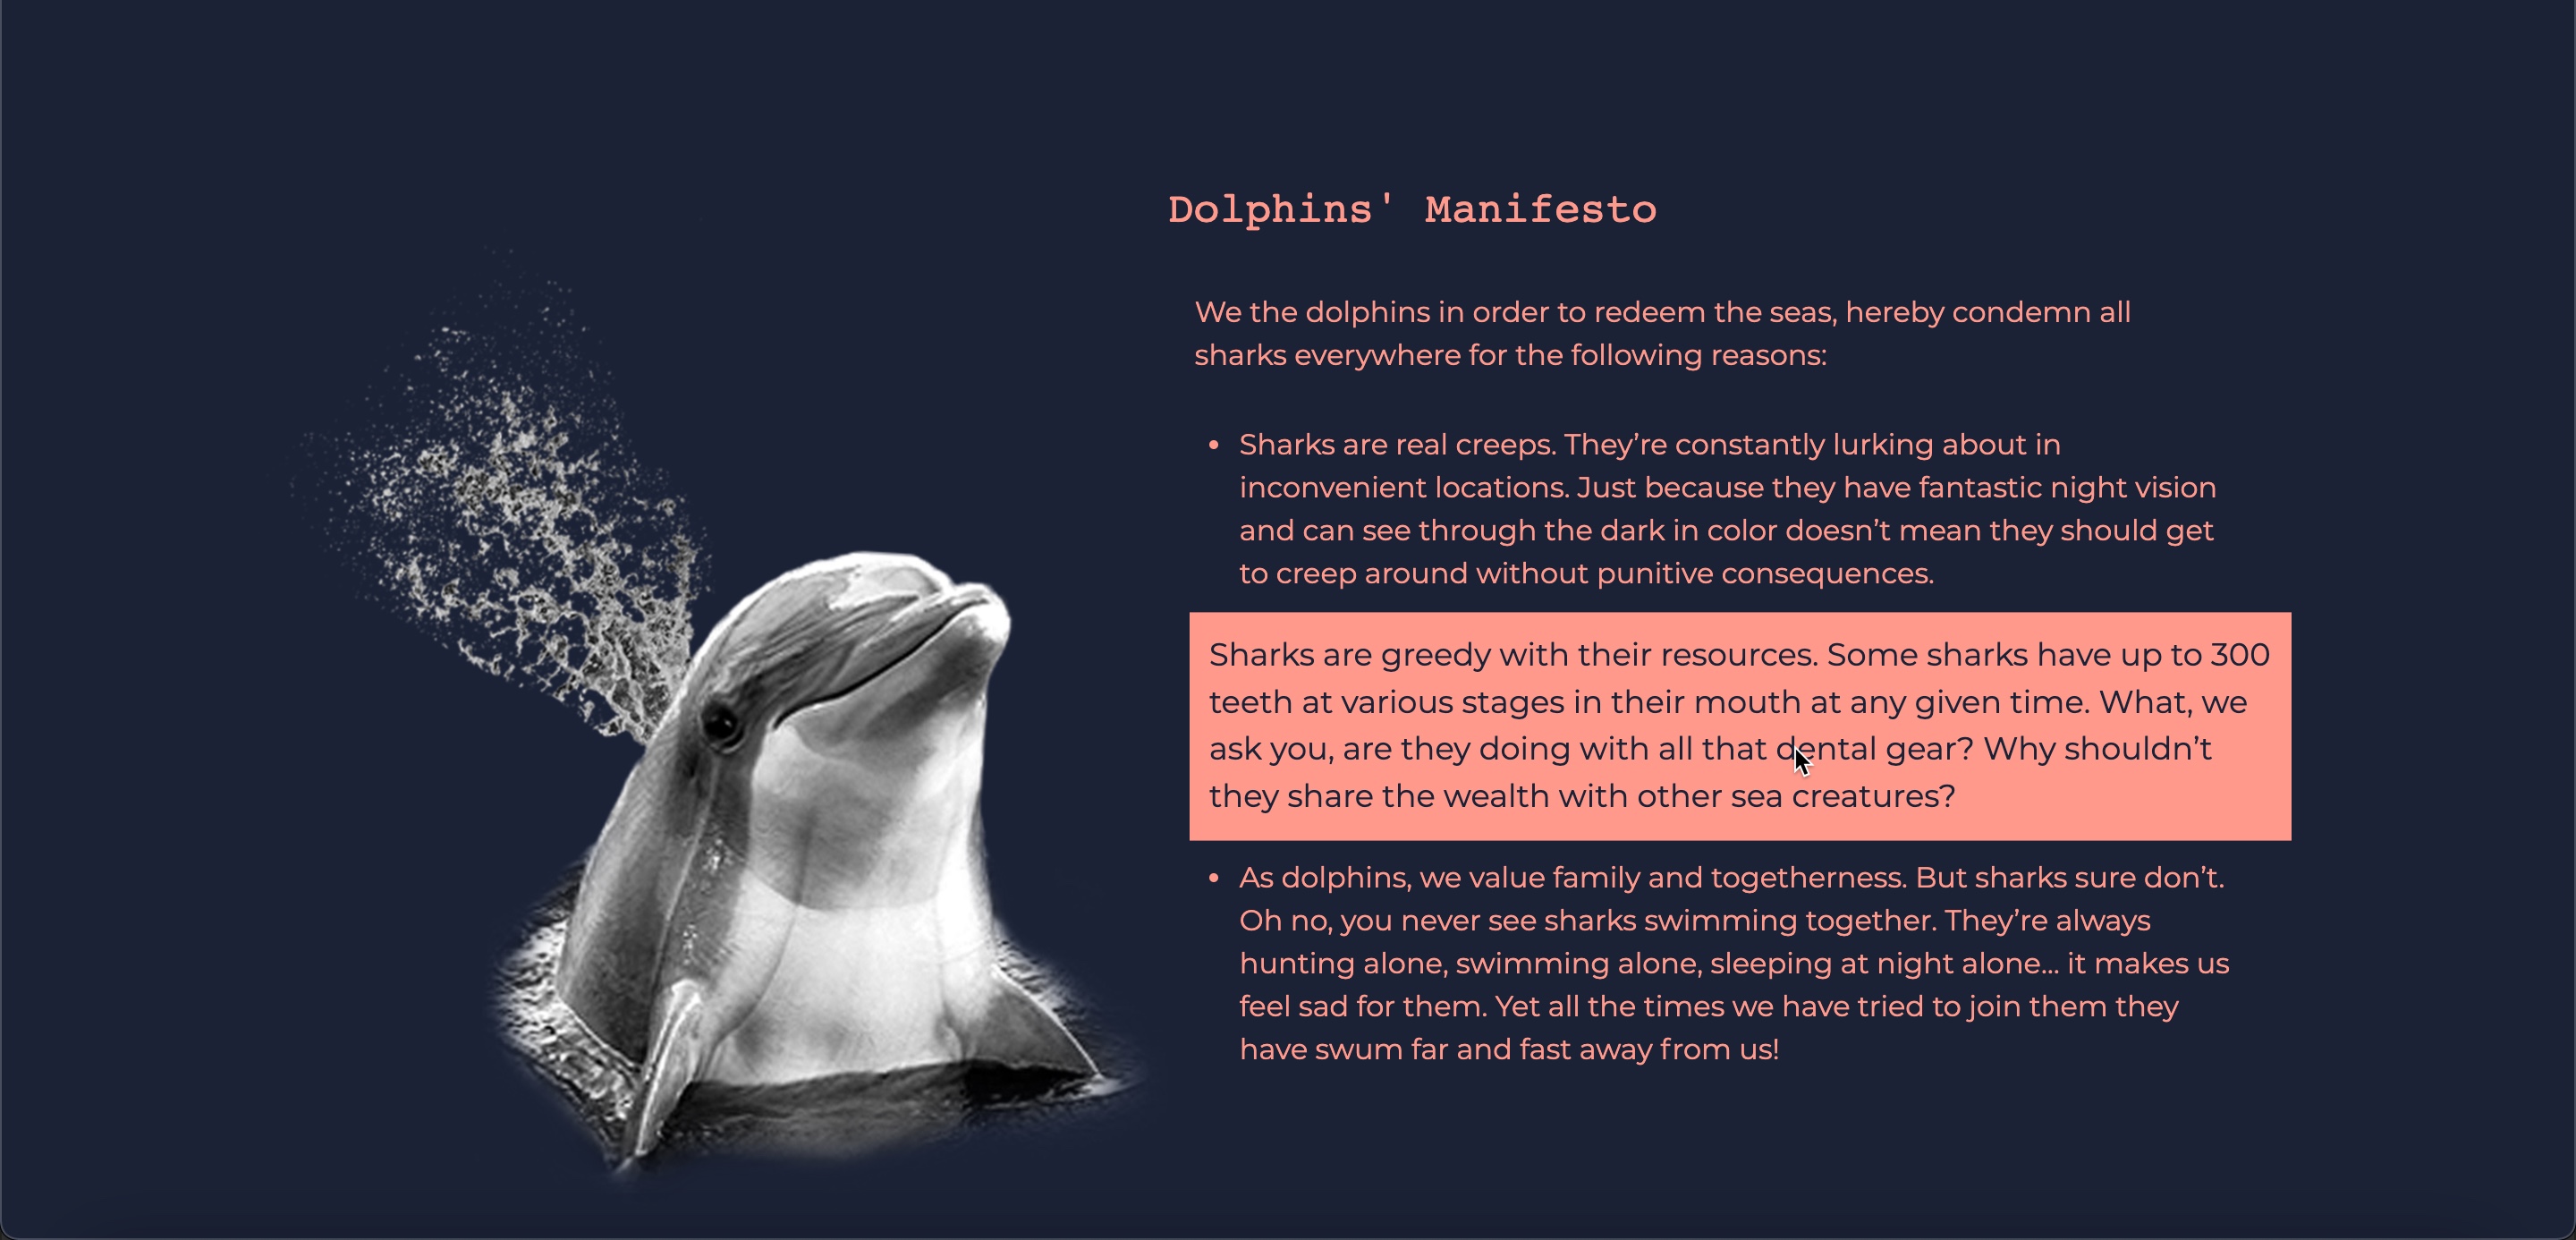 Dolphins' Manifesto
We the dolphins in order to redeem the seas, hereby condemn all
sharks everywhere for the following reasons:
• Sharks are real creeps. They’re constantly lurking about in
inconvenient locations. Just because they have fantastic night vision
and can see through the dark in color doesn’t mean they should get
to creep around without punitive consequences.
Sharks are greedy with their resources. Some sharks have up to 300
teeth at various stages in their mouth at any given time. What, we
ask you, are they doing with all that dental gear? Why shouldn’t
they share the wealth with other sea creatures?
• As dolphins, we value family and togetherness. But sharks sure don’t.
Oh no, you never see sharks swimming together. They’re always
hunting alone, swimming alone, sleeping at night alone... it makes us
feel sad for them. Yet all the times we have tried to join them they
have swum far and fast away from us!